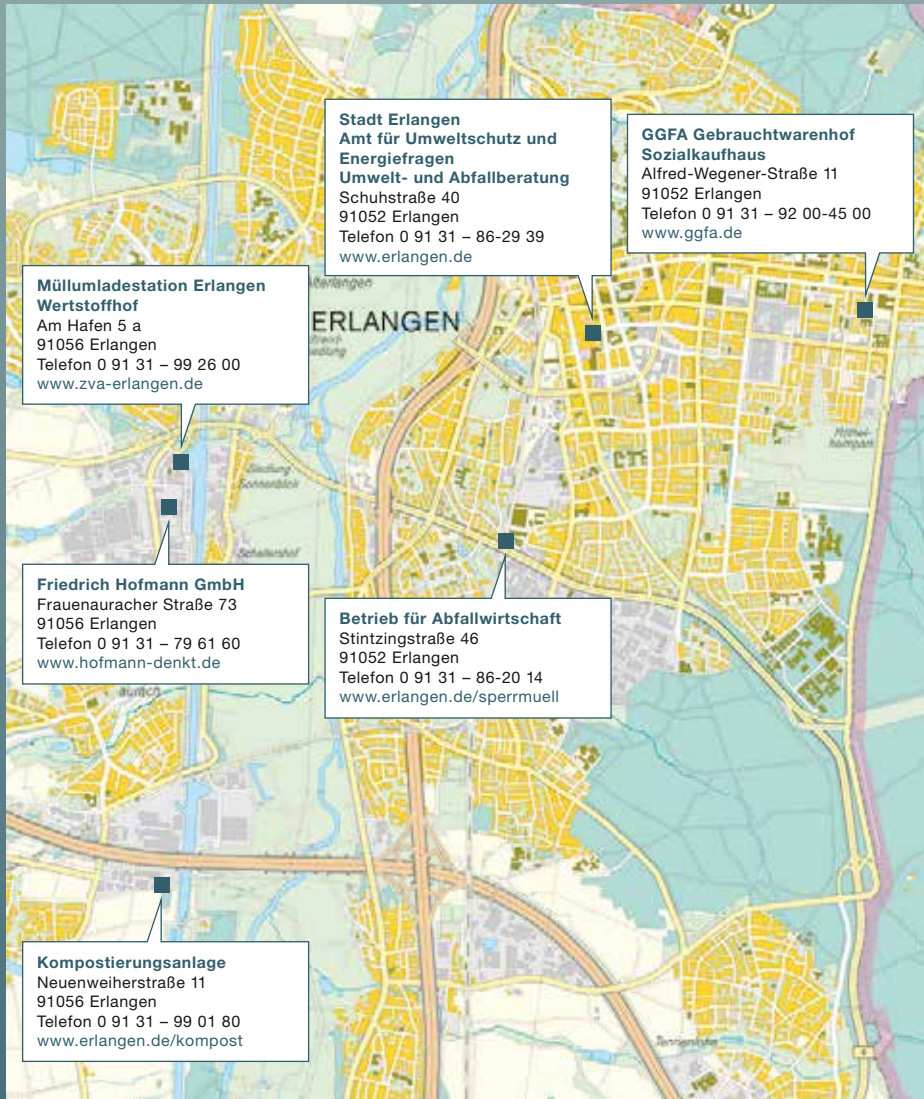 Stadt Erlangen
Amt für Umweltschutz und
Energiefragen
Umwelt- und Abfallberatung
Schuhstraße 40
91052 Erlangen
Telefon 0 91 31 – 86-29 39
www.erlangen.de
GGFA Gebrauchtwarenhof
Sozialkaufhaus
Alfred-Wegener-Straße 11
91052 Erlangen
Telefon 0 91 31 – 92 00-45 00
www.ggfa.de
Müllumladestation Erlangen
Wertstoffhof
Am Hafen 5 a
91056 Erlangen
Telefon 0 91 31 – 99 26 00
www.zva-erlangen.de
Alterlangen
ERLANGEN
Siedlung
Sonnenblick
Schallershof
Friedrich Hofmann GmbH
Frauenauracher Straße 73
91056 Erlangen
Telefon 0 91 31 – 79 61 60
www.hofmann-denkt.de
aurach
Betrieb für Abfallwirtschaft
Stintzingstraße 46
91052 Erlangen
Telefon 0 91 31 – 86-20 14
www.erlangen.de/sperrmuell
Kompostierungsanlage
Neuenweiherstraße 11
91056 Erlangen
Telefon 0 91 31 – 99 01 80
www.erlangen.de/kompost
Tennenlohe